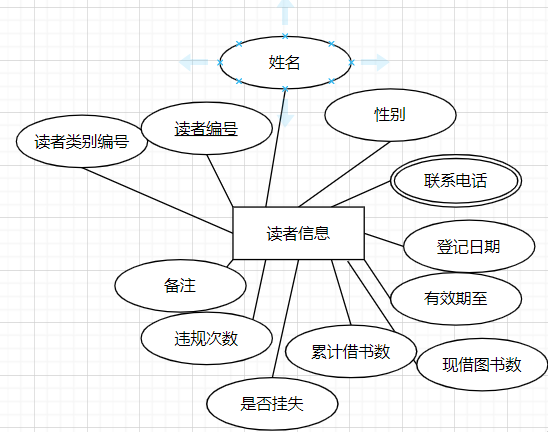 姓名
性别
读者编号
读者类别编号
联系电话
读者信息
登记日期
备注
有效期至
违规次数
累计借书数
现借图书数
是否挂失